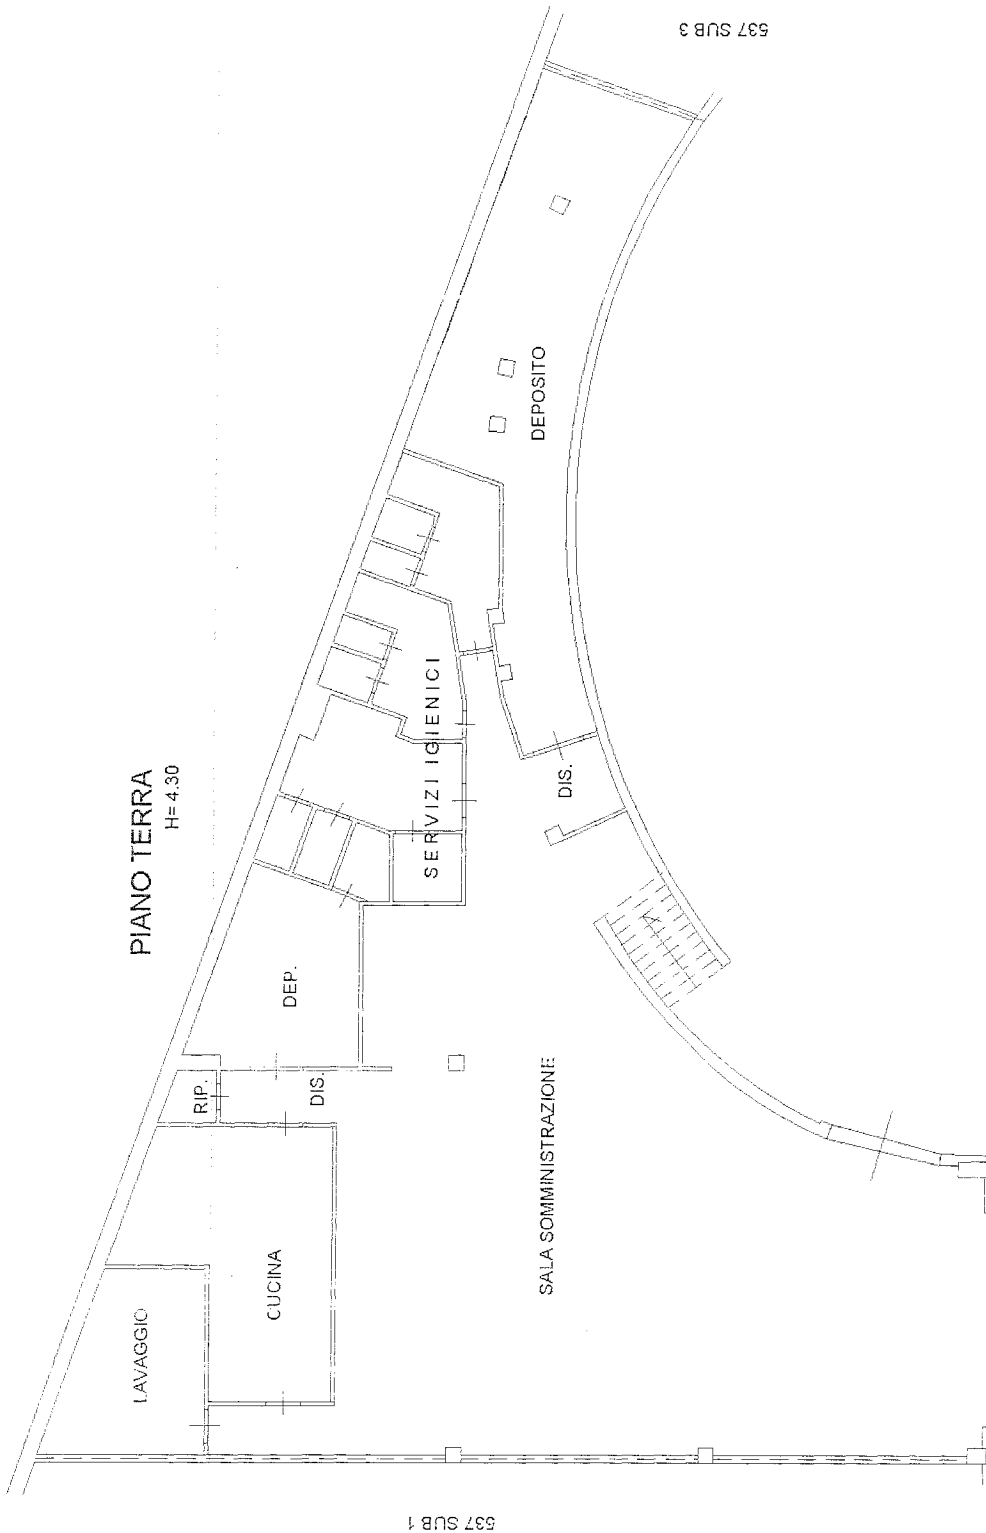 PIANO TERRA
H= 4.30
LAVAGGIO
CUCINA
RIP.
DIS.
DEP.
SERVIZI IGIENICI
DIS.
DEPOSITO
SALA SOMMINISTRAZIONE
537 SUB 1
537 SUB 3